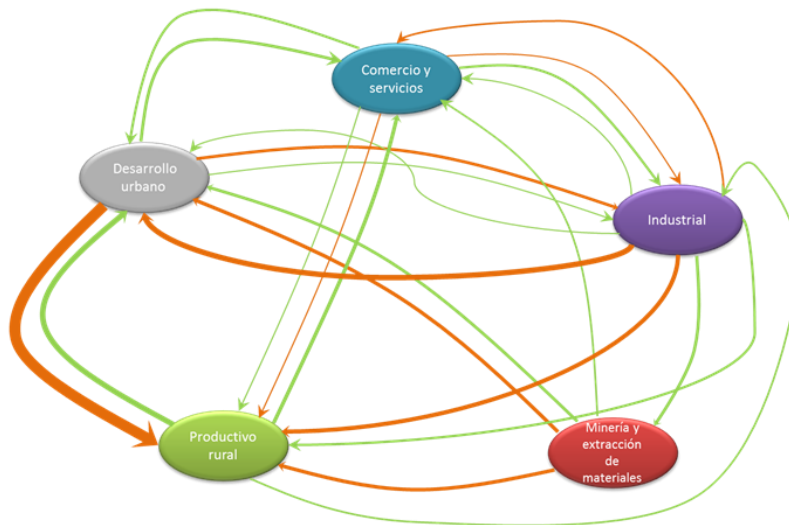 Comercio y
servicios
Desarrollo
urbano
Industrial
Productivo
rural
Minería y
extracción
de
materiales